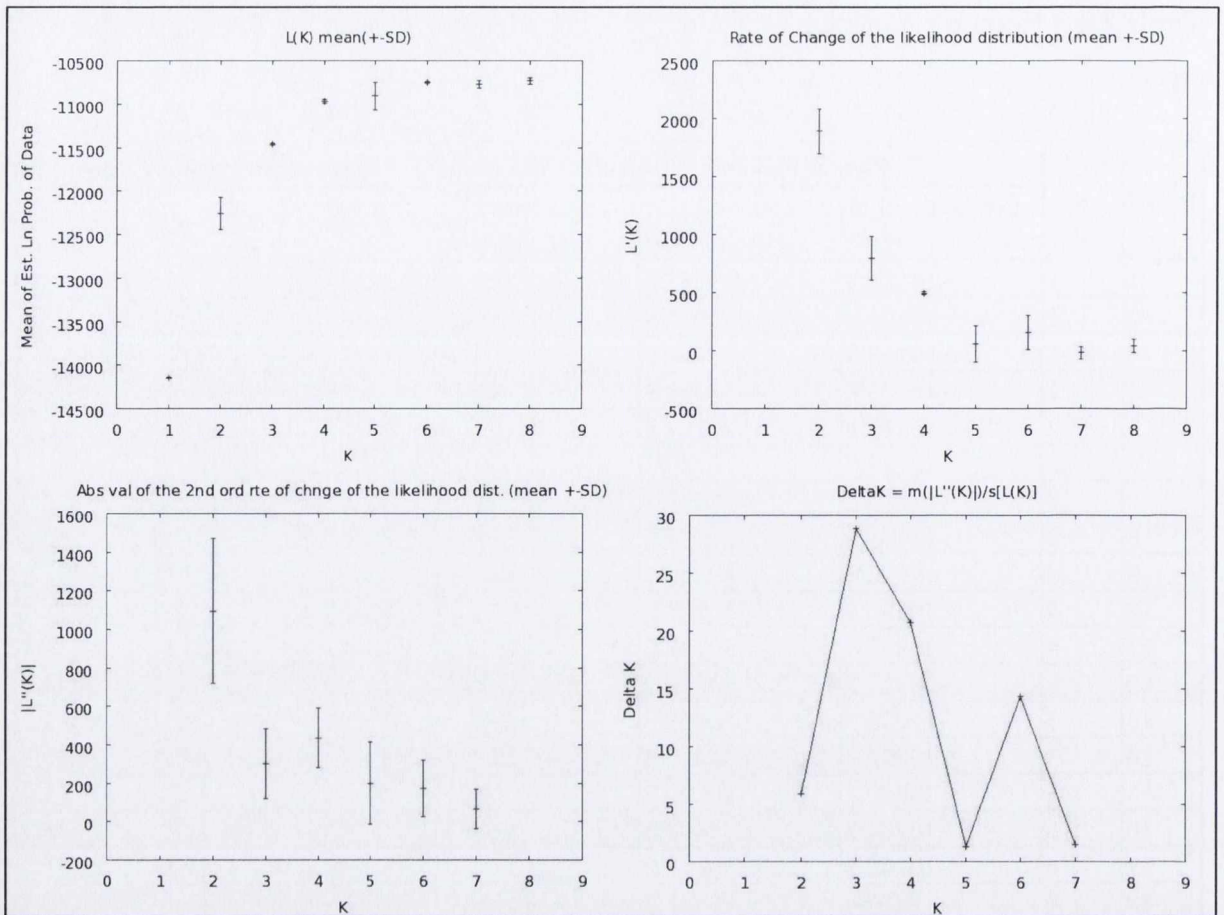 L(K) mean(+-SD)
Mean of Est. Ln Prob. of Data
-10500
-11000
-11500
-12000
-12500
-13000
-13500
-14000
-14500
0 1 2 3 4 5 6 7 8 9
K
Rate of Change of the likelihood distribution (mean +-SD)
L'(K)
2500
2000
1500
1000
500
0
-500
0 1 2 3 4 5 6 7 8 9
K
Abs val of the 2nd ord rte of chnge of the likelihood dist. (mean +-SD)
|L''(K)|
1600
1400
1200
1000
800
600
400
200
0
-200
0 1 2 3 4 5 6 7 8 9
K
DeltaK = m(|L''(K)|)/s[L(K)]
Delta K
30
25
20
15
10
5
0
0 1 2 3 4 5 6 7 8 9
K